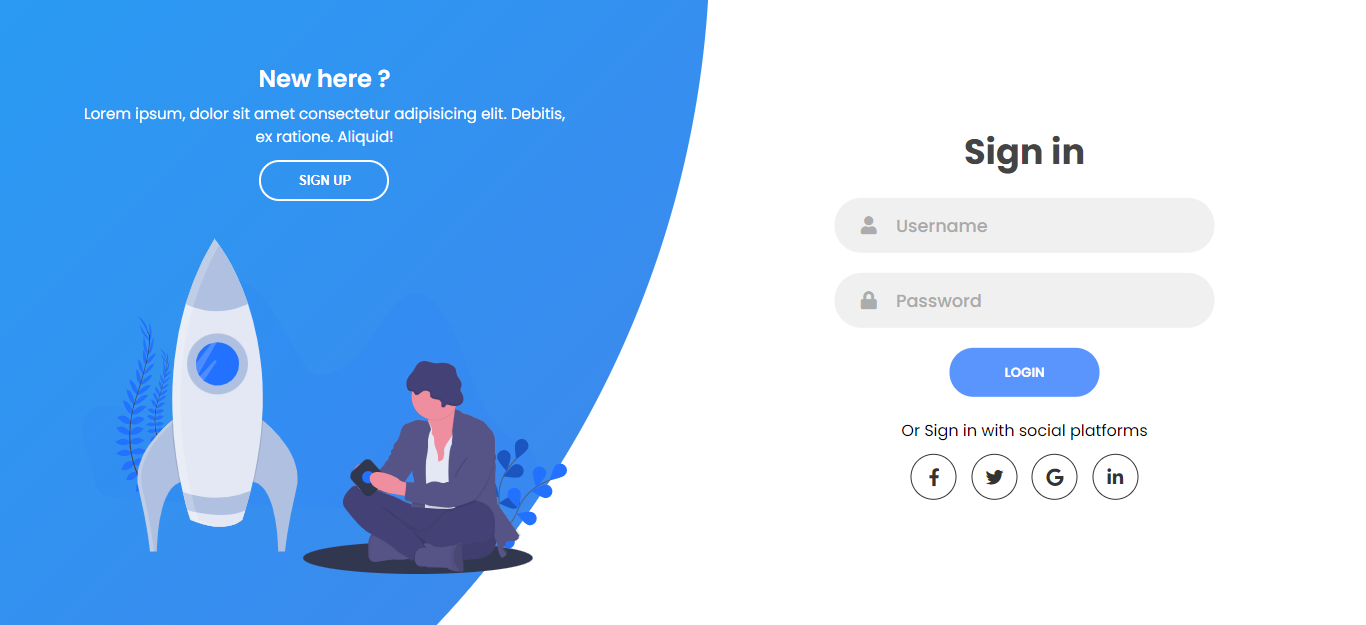 New here ?
Lorem ipsum, dolor sit amet consectetur adipisicing elit. Debitis,
ex ratione. Aliquid!
SIGN UP
Sign in
Username
Password
LOGIN
Or Sign in with social platforms